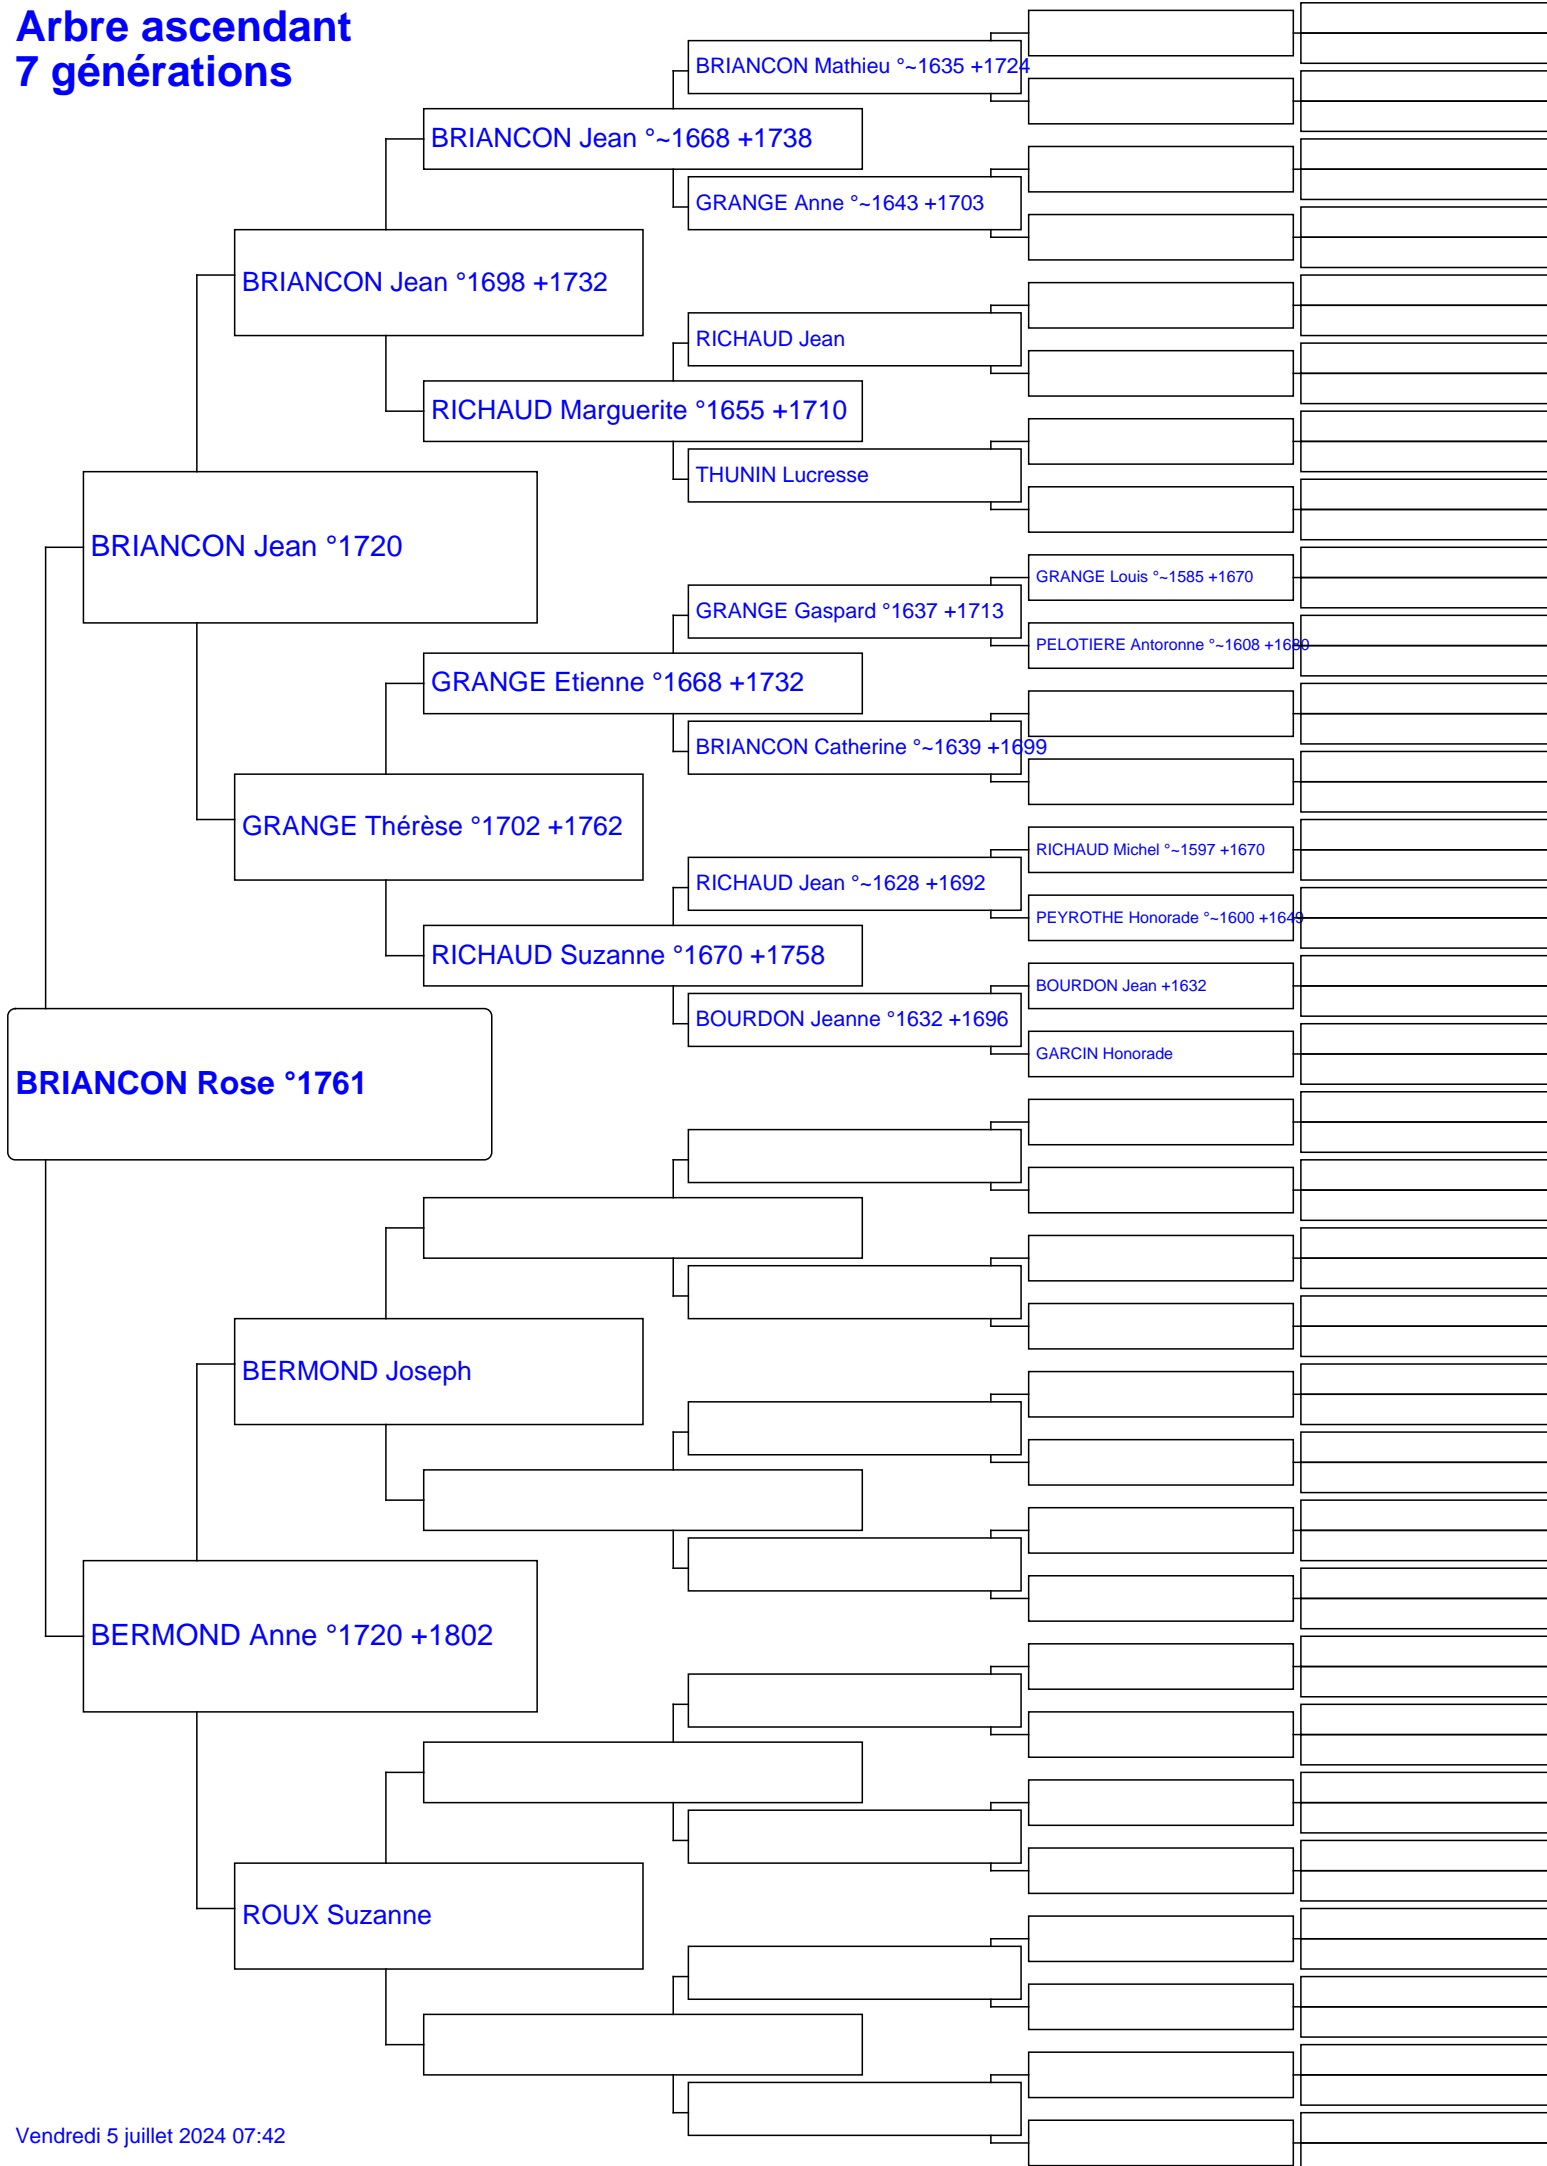 Arbre ascendant
7 générations
BRIANCON Mathieu °~1635 +1724
BRIANCON Jean °~1668 +1738
GRANGE Anne °~1643 +1703
BRIANCON Jean °1698 +1732
RICHAUD Jean
RICHAUD Marguerite °1655 +1710
THUNIN Lucresse
BRIANCON Jean °1720
GRANGE Louis °~1585 +1670
GRANGE Gaspard °1637 +1713
PELOTIERE Antoronne °~1608 +1680
GRANGE Etienne °1668 +1732
BRIANCON Catherine °~1639 +1699
GRANGE Thérèse °1702 +1762
RICHAUD Michel °~1597 +1670
RICHAUD Jean °~1628 +1692
PEYROTHE Honorade °~1600 +1649
RICHAUD Suzanne °1670 +1758
BOURDON Jean +1632
BOURDON Jeanne °1632 +1696
GARCIN Honorade
BRIANCON Rose °1761
BERMOND Joseph
BERMOND Anne °1720 +1802
ROUX Suzanne
Vendredi 5 juillet 2024 07:42